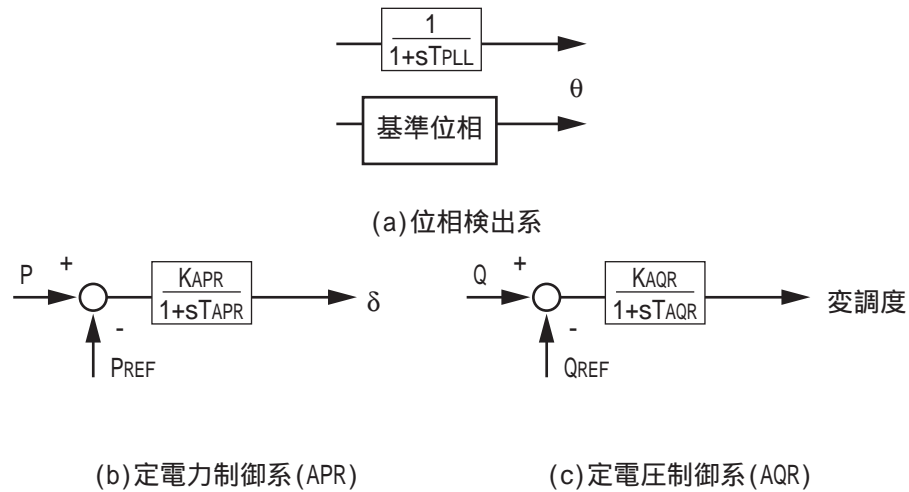 1
1+sTPLL
θ
基準位相
(a)位相検出系
P
+
KAPR
1+sTAPR
δ
-
PREF
Q
+
KAQR
1+sTAQR
変調度
-
QREF
(b)定電力制御系(APR)
(c)定電圧制御系(AQR)